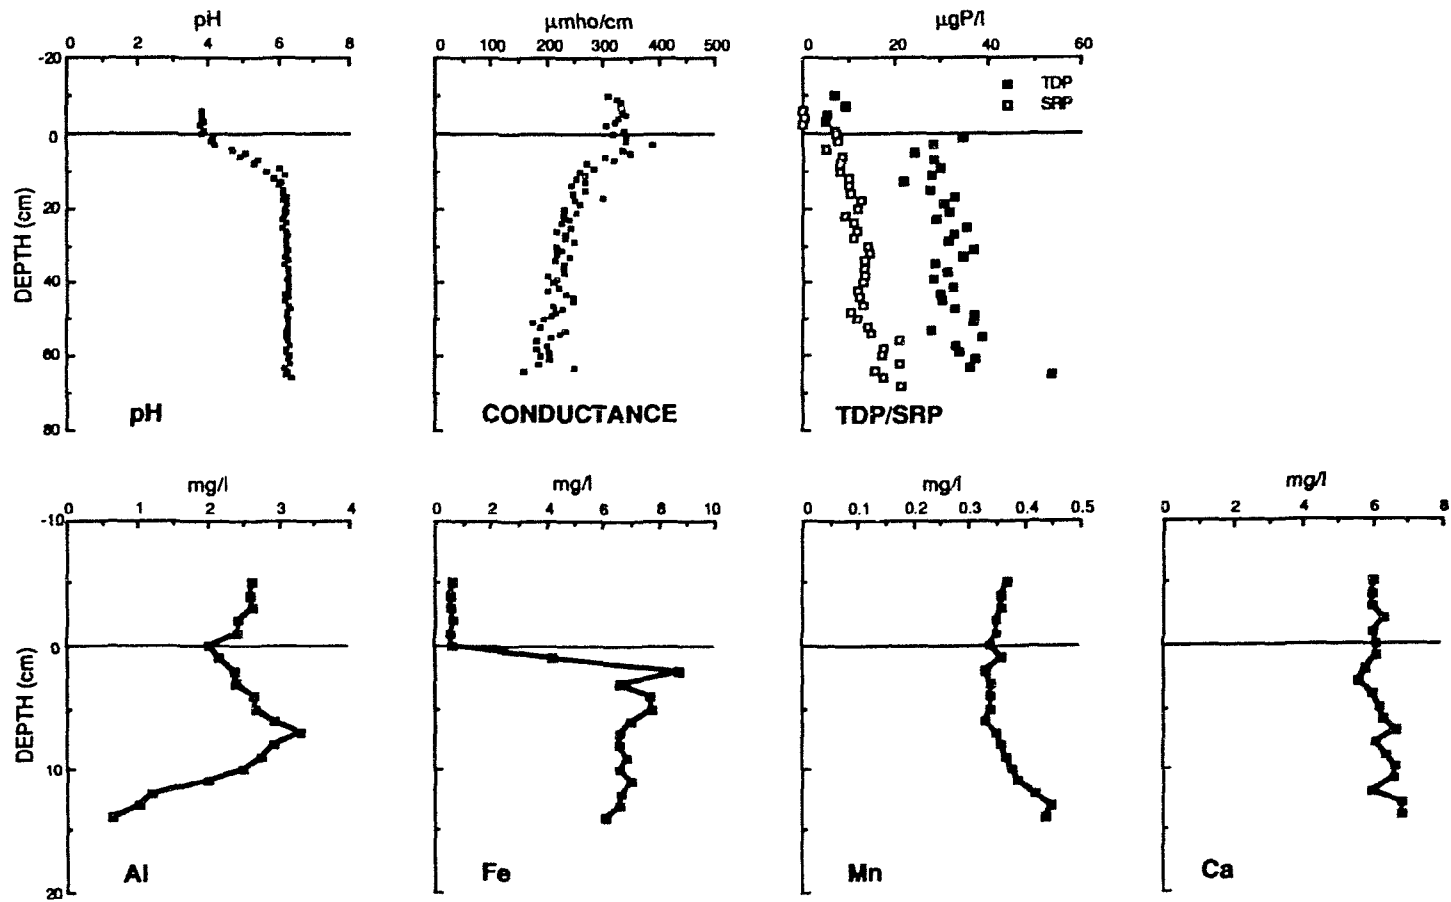 pH
0 2 4 6 8
-20
0
20
40
60
80
DEPTH (cm)
pH
µmho/cm
0 100 200 300 400 500
CONDUCTANCE
µgP/l
0 20 40 60
TDP
SRP
TDP/SRP
mg/l
0 1 2 3 4
-10
0
10
20
DEPTH (cm)
Al
mg/l
0 2 4 6 8 10
Fe
mg/l
0 0.1 0.2 0.3 0.4 0.5
Mn
mg/l
0 2 4 6 8
Ca